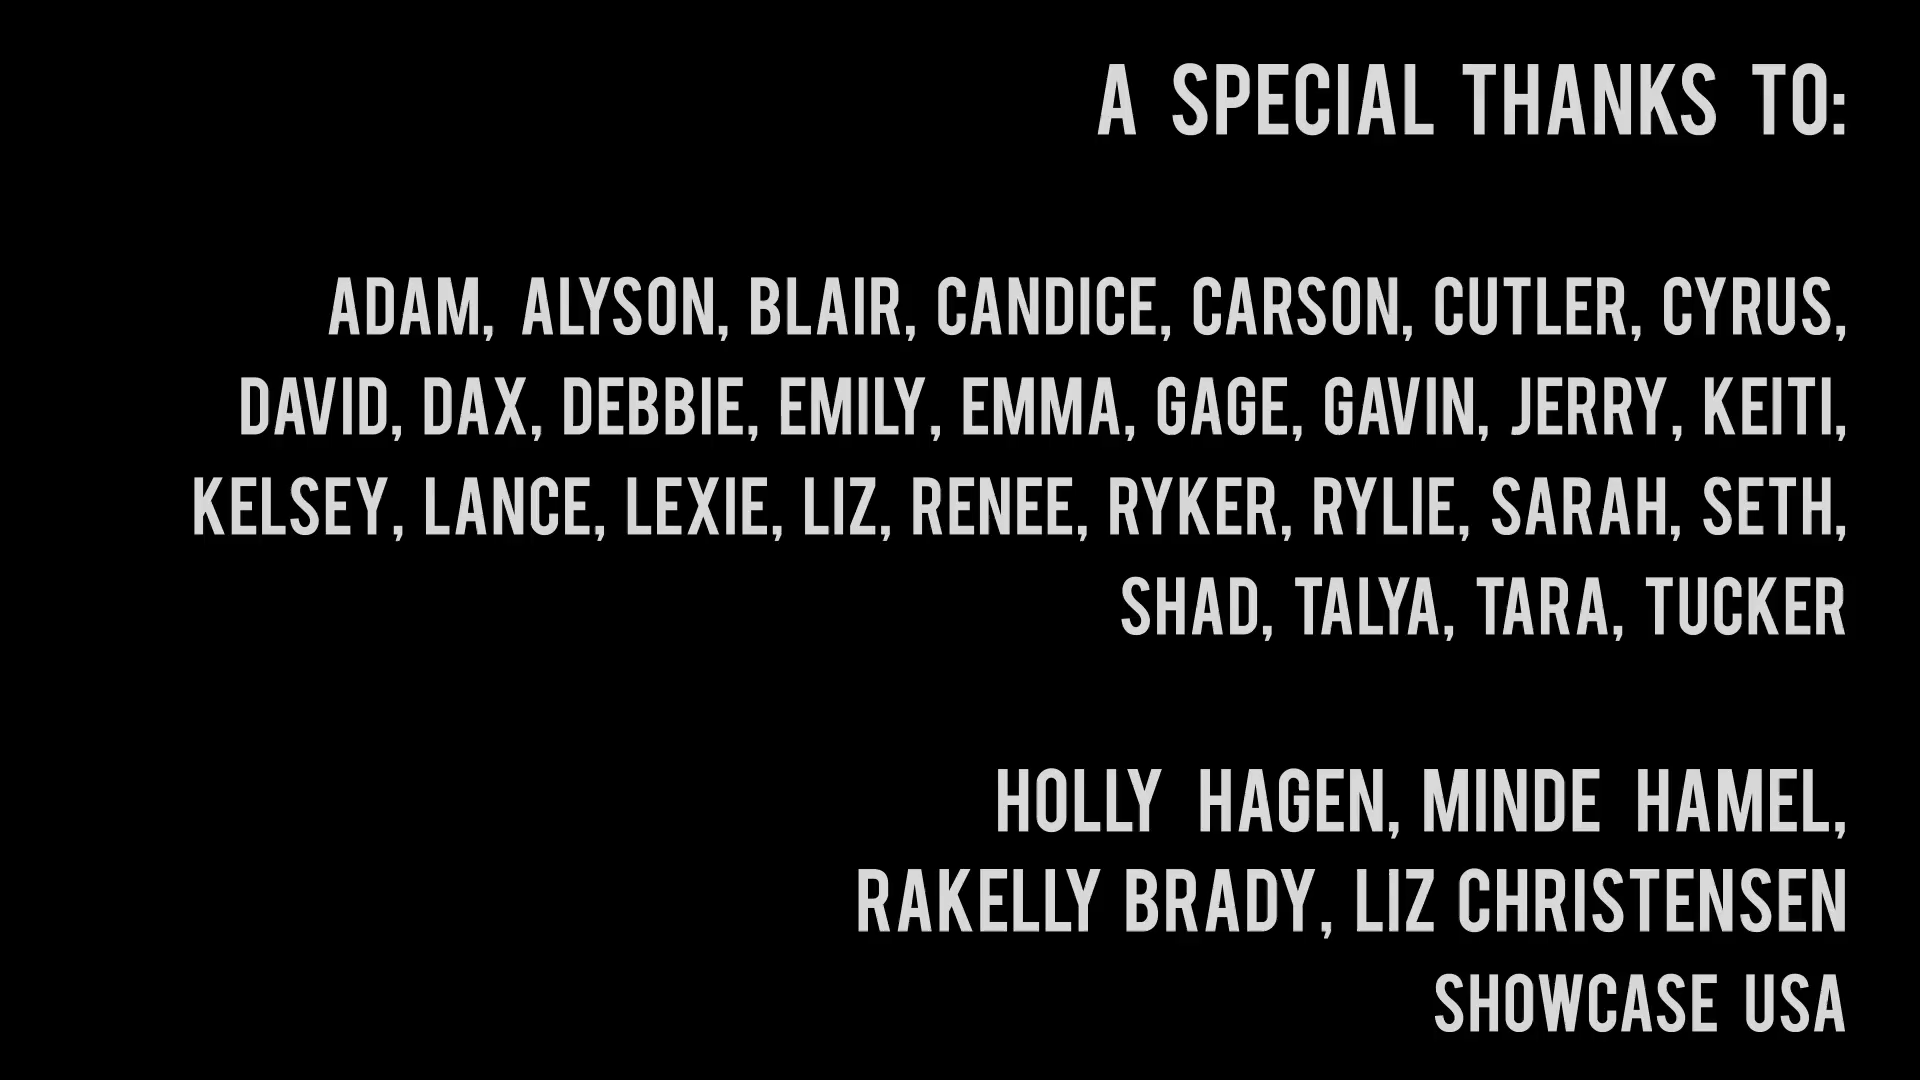 A SPECIAL THANKS TO:
ADAM, ALYSON, BLAIR, CANDICE, CARSON, CUTLER, CYRUS,
DAVID, DAX, DEBBIE, EMILY, EMMA, GAGE, GAVIN, JERRY, KEITI,
KELSEY, LANCE, LEXIE, LIZ, RENEE, RYKER, RYLIE, SARAH, SETH,
SHAD, TALYA, TARA, TUCKER
HOLLY HAGEN, MINDE HAMEL,
RAKELLY BRADY, LIZ CHRISTENSEN
SHOWCASE USA